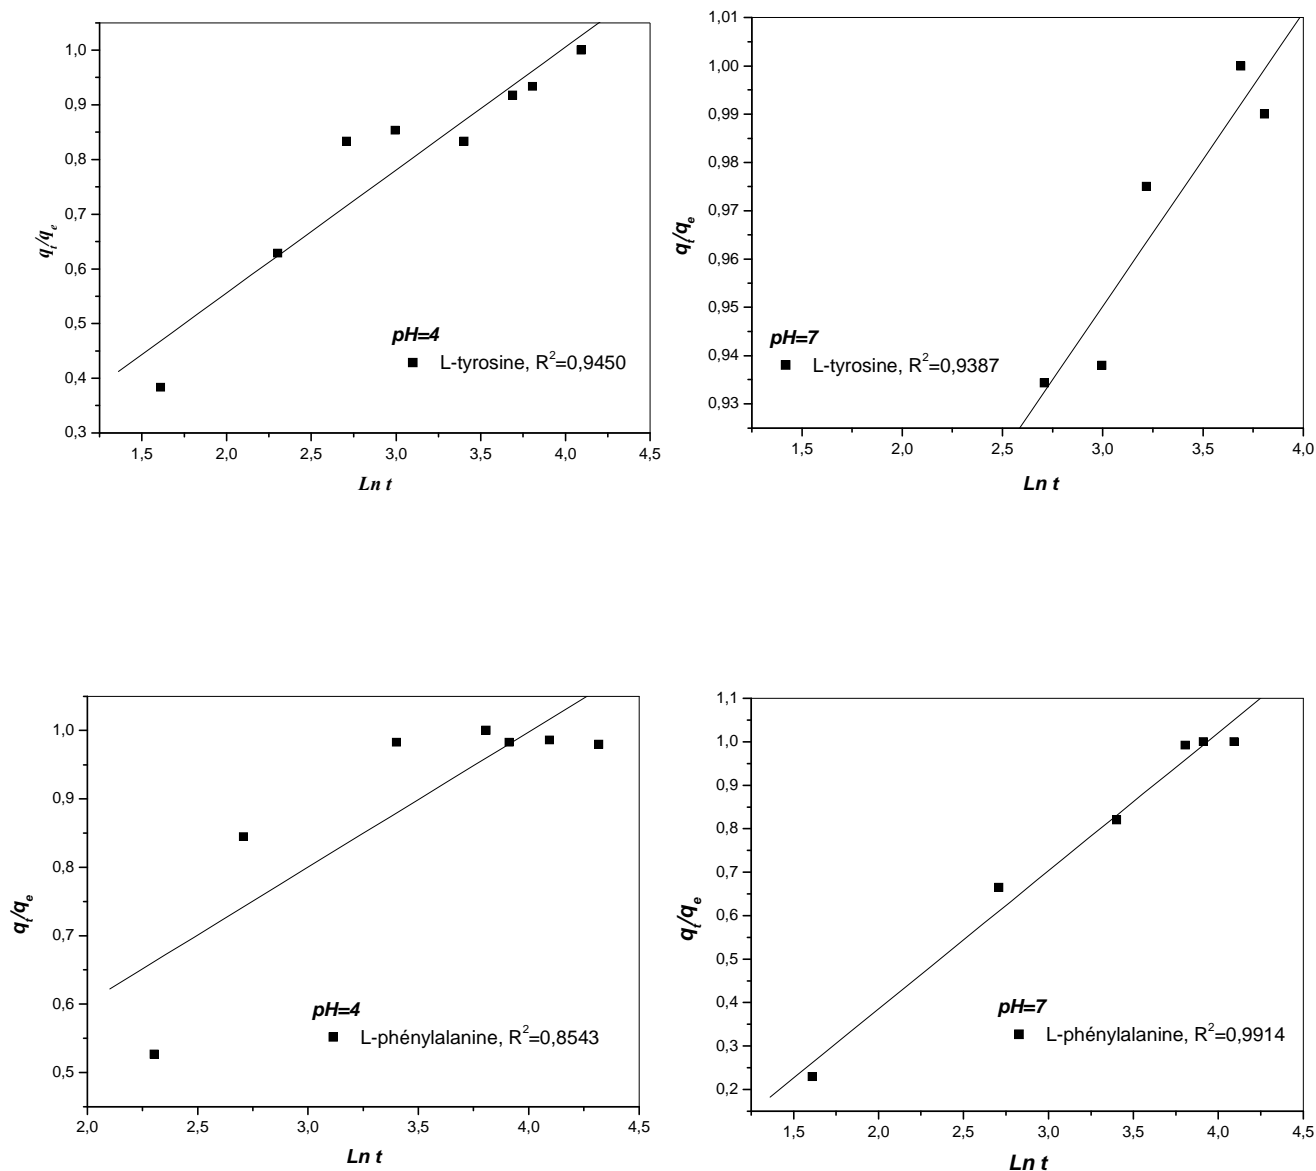 1,0
0,9
0,8
0,7
0,6
0,5
0,4
0,3
q_t/q_e
pH=4
L-tyrosine, R²=0,9450
1,5 2,0 2,5 3,0 3,5 4,0 4,5
Ln t
1,01
1,00
0,99
0,98
0,97
0,96
0,95
0,94
0,93
q_t/q_e
pH=7
L-tyrosine, R²=0,9387
1,5 2,0 2,5 3,0 3,5 4,0
Ln t
1,0
0,9
0,8
0,7
0,6
0,5
q_t/q_e
pH=4
L-phénylalanine, R²=0,8543
2,0 2,5 3,0 3,5 4,0 4,5
Ln t
1,1
1,0
0,9
0,8
0,7
0,6
0,5
0,4
0,3
0,2
q_t/q_e
pH=7
L-phénylalanine, R²=0,9914
1,5 2,0 2,5 3,0 3,5 4,0 4,5
Ln t